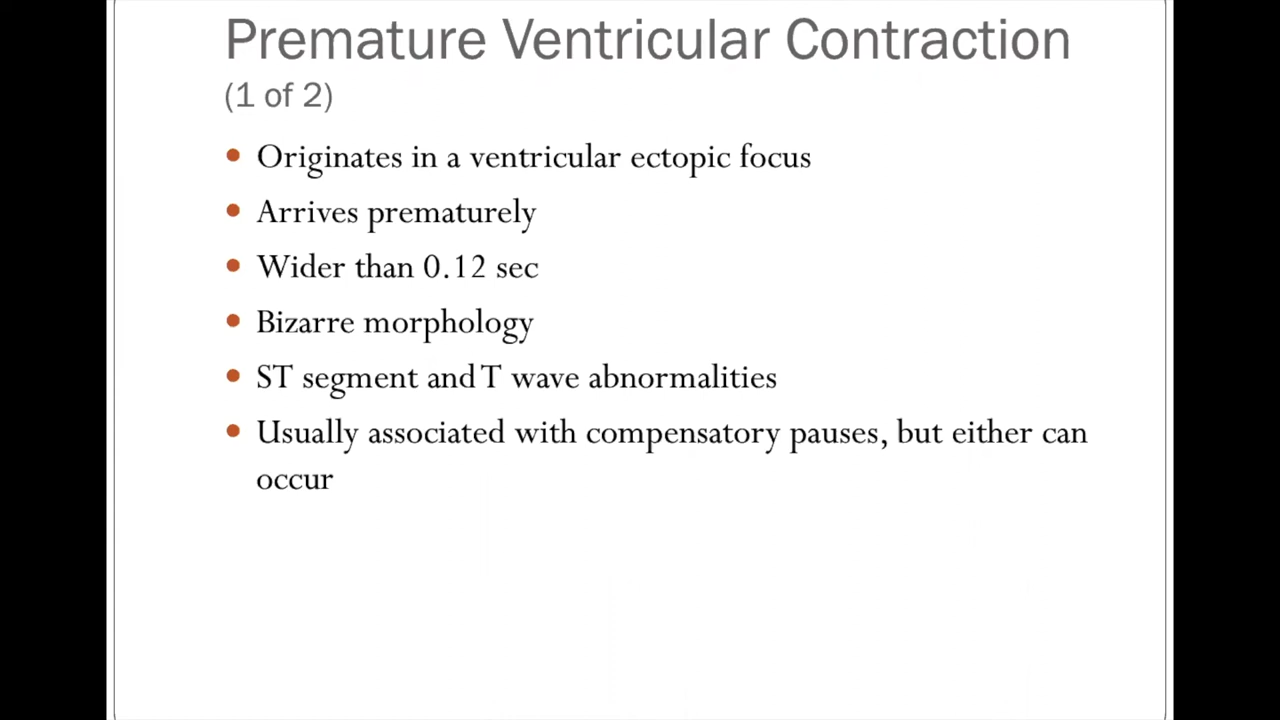 Premature Ventricular Contraction
(1 of 2)
• Originates in a ventricular ectopic focus
• Arrives prematurely
• Wider than 0.12 sec
• Bizarre morphology
• ST segment and T wave abnormalities
• Usually associated with compensatory pauses, but either can
occur